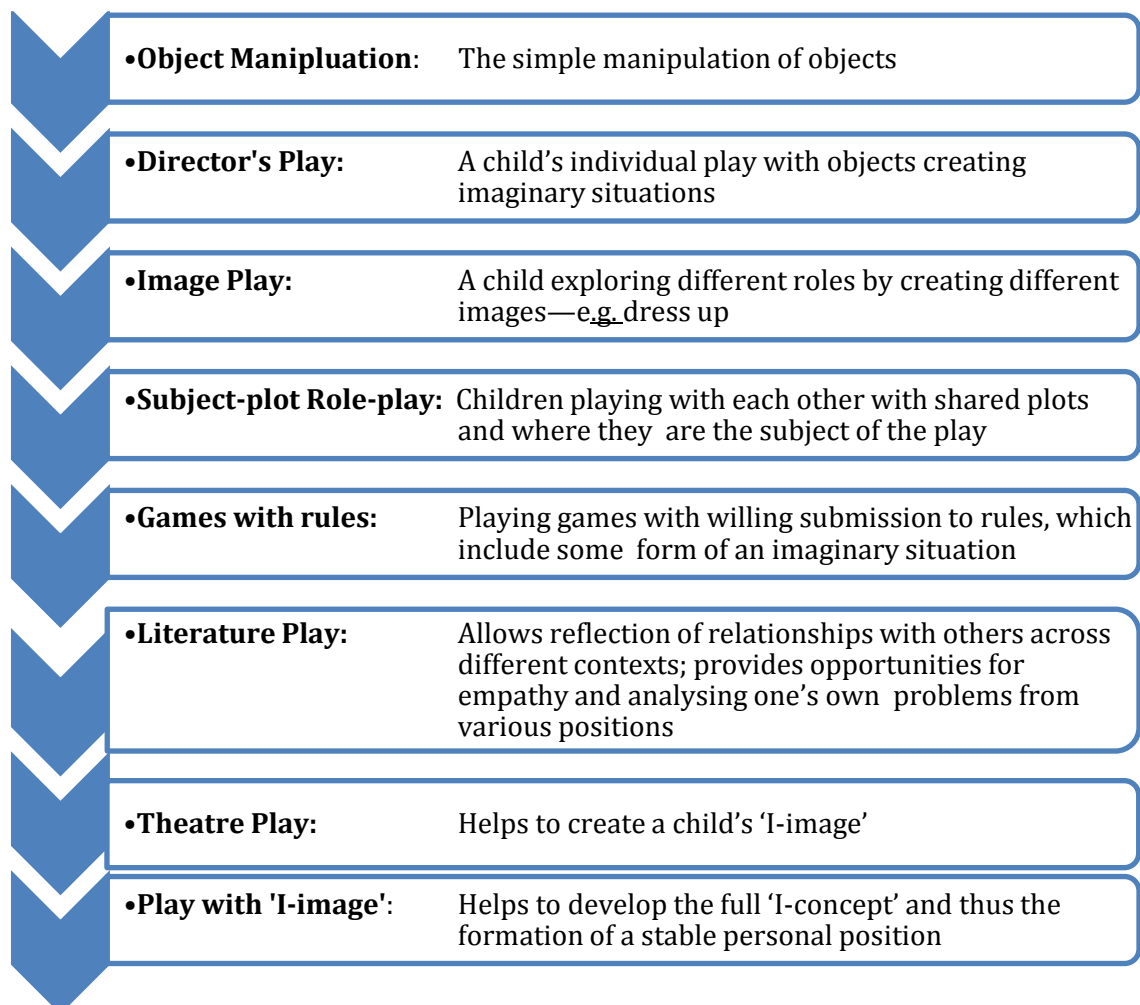 •Object Manipluation: The simple manipulation of objects
•Director's Play: A child’s individual play with objects creating
imaginary situations
•Image Play: A child exploring different roles by creating different
images—e.g. dress up
•Subject-plot Role-play: Children playing with each other with shared plots
and where they are the subject of the play
•Games with rules: Playing games with willing submission to rules, which
include some form of an imaginary situation
•Literature Play: Allows reflection of relationships with others across
different contexts; provides opportunities for
empathy and analysing one’s own problems from
various positions
•Theatre Play: Helps to create a child’s ‘I-image’
•Play with 'I-image': Helps to develop the full ‘I-concept’ and thus the
formation of a stable personal position